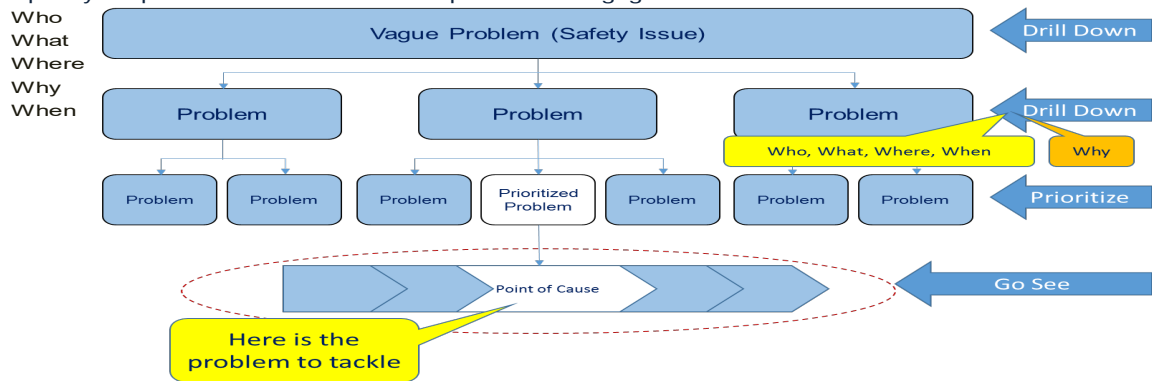 Who
What
Where
Why
When
Vague Problem (Safety Issue)
Drill Down
Problem
Problem
Problem
Drill Down
Who, What, Where, When
Why
Problem
Problem
Problem
Prioritized
Problem
Problem
Problem
Problem
Prioritize
Point of Cause
Go See
Here is the
problem to tackle